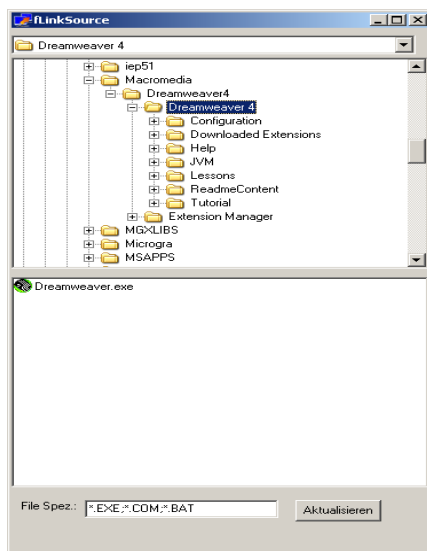 fLinkSource
Dreamweaver 4
iep51
Macromedia
Dreamweaver4
Dreamweaver 4
Configuration
Downloaded Extensions
Help
JVM
Lessons
ReadmeContent
Tutorial
Extension Manager
MGXLIBS
Microgra
MSAPPS
Dreamweaver.exe
File Spez.: *.EXE;*.COM;*.BAT Aktualisieren